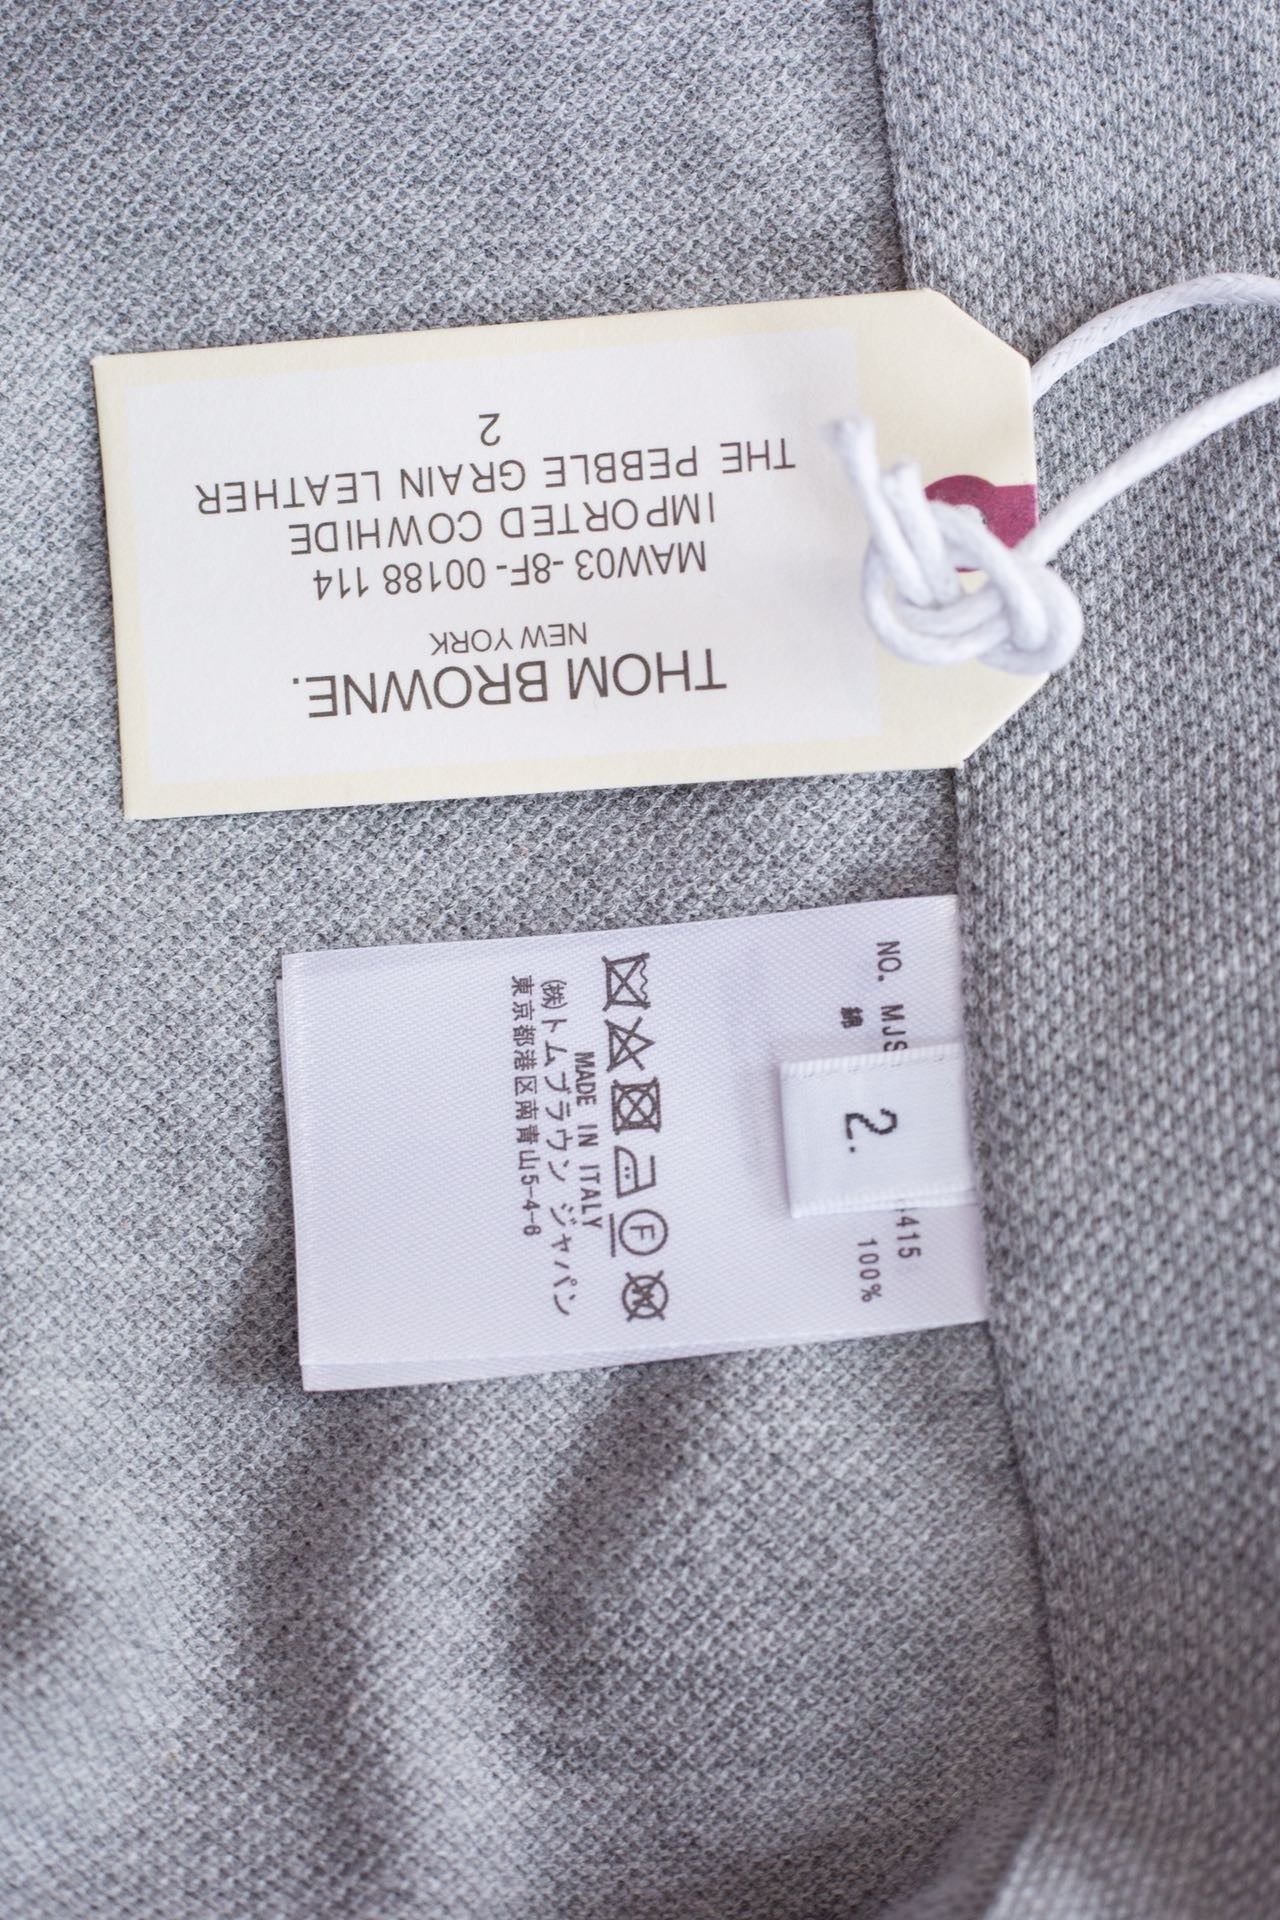 THOM BROWNE.
NEW YORK
MAW03 -8F- 00188 114
IMPORTED COWHIDE
THE PEBBLE GRAIN LEATHER
2
NO. MJS 415
綿 100%
2.
F
W
MADE IN ITALY
㈱トムブラウン ジャパン
東京都港区南青山5-4-6